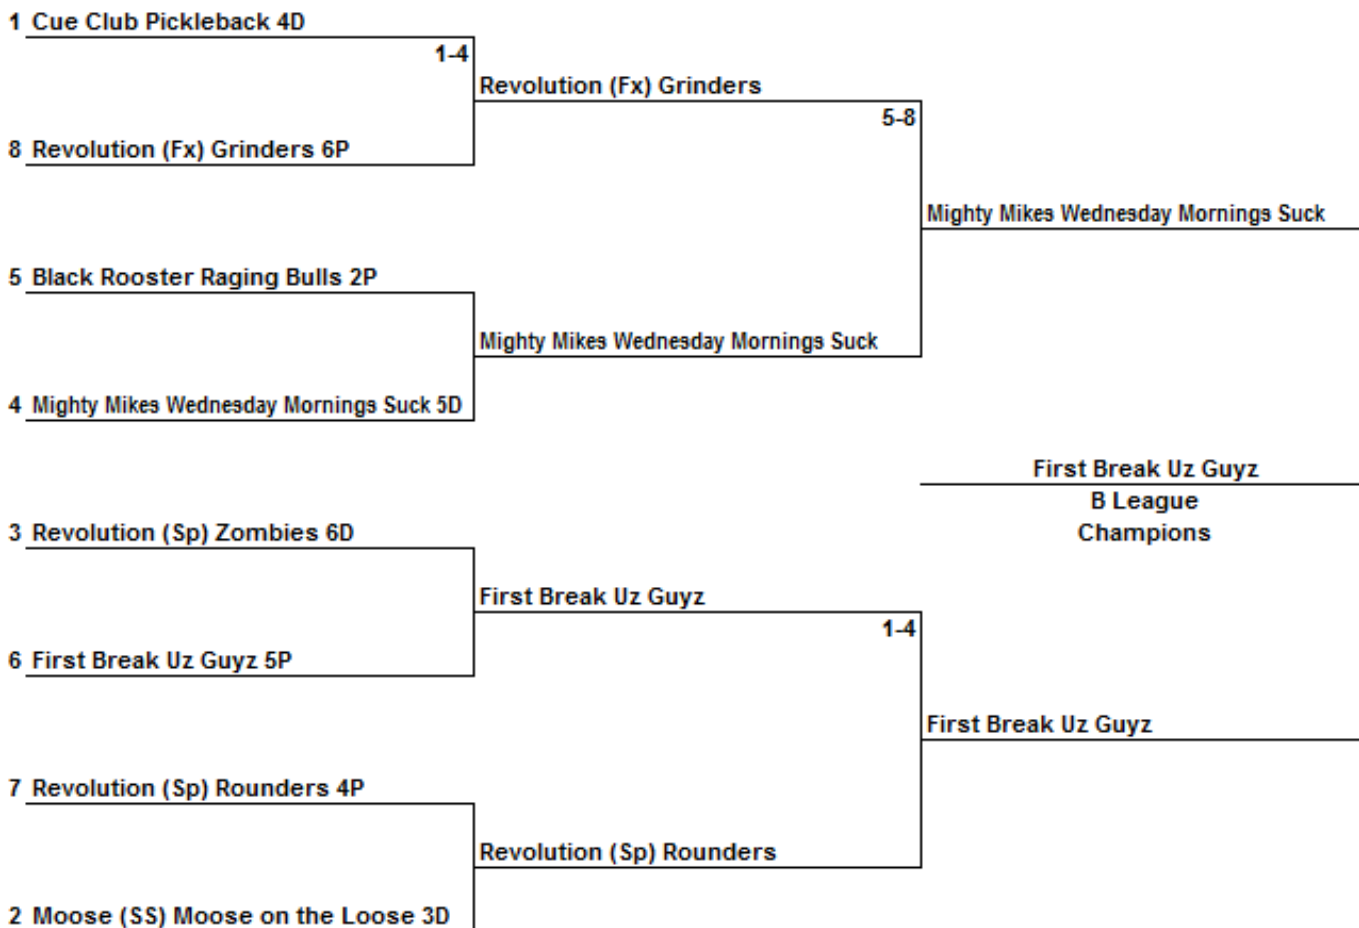 1 Cue Club Pickleback 4D
1-4
Revolution (Fx) Grinders
5-8
8 Revolution (Fx) Grinders 6P
Mighty Mikes Wednesday Mornings Suck
5 Black Rooster Raging Bulls 2P
Mighty Mikes Wednesday Mornings Suck
4 Mighty Mikes Wednesday Mornings Suck 5D
First Break Uz Guyz
B League
Champions
3 Revolution (Sp) Zombies 6D
First Break Uz Guyz
1-4
6 First Break Uz Guyz 5P
First Break Uz Guyz
7 Revolution (Sp) Rounders 4P
Revolution (Sp) Rounders
2 Moose (SS) Moose on the Loose 3D